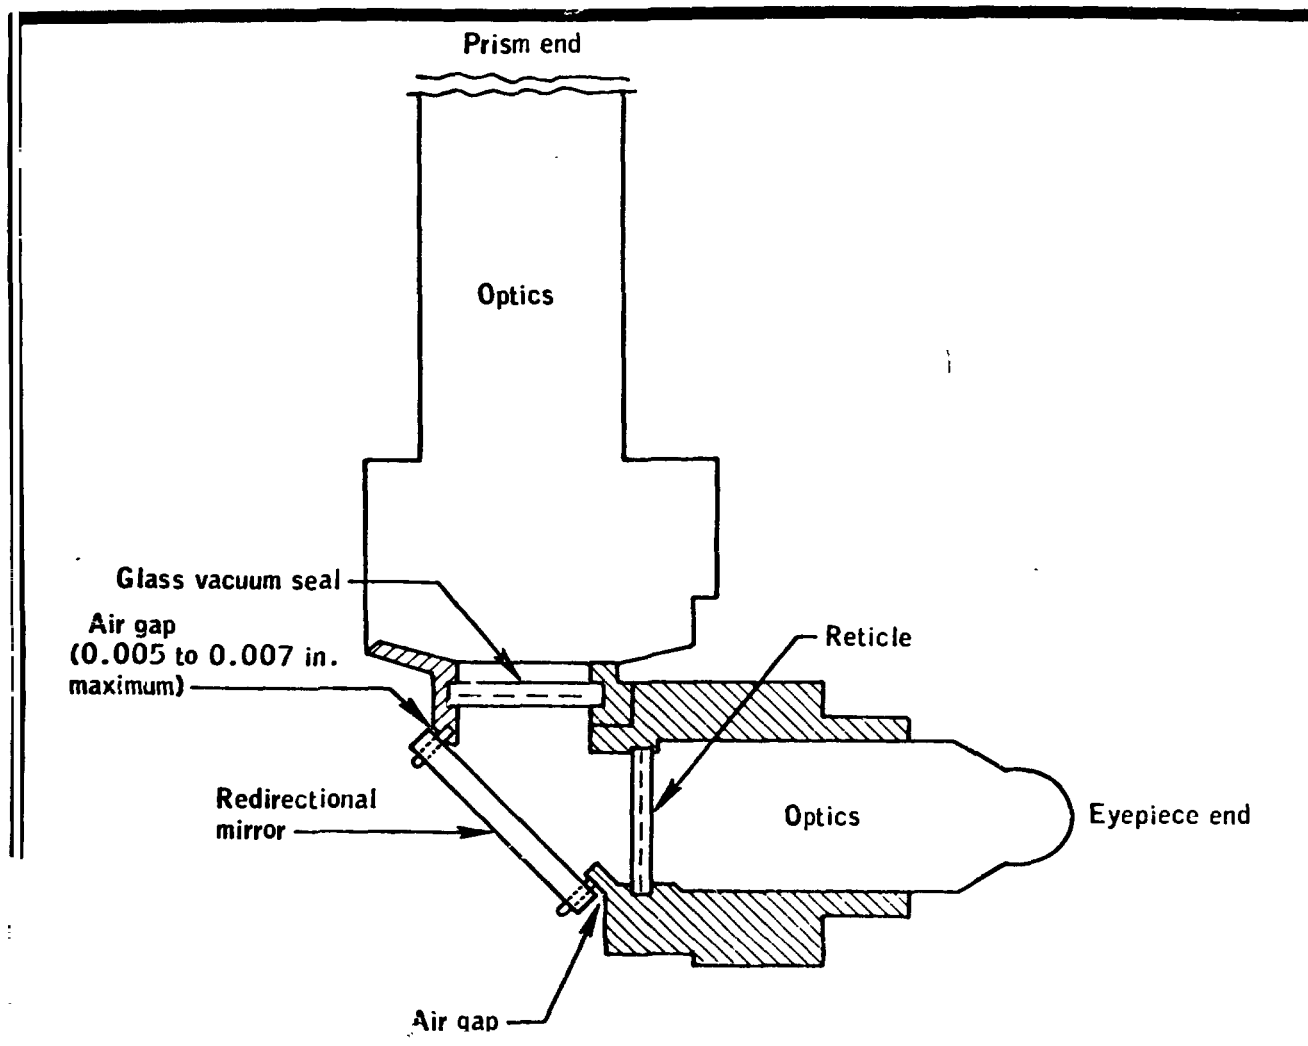 Prism end
Optics
Glass vacuum seal
Air gap
(0.005 to 0.007 in.
maximum)
Reticle
Redirectional
mirror
Optics
Eyepiece end
Air gap